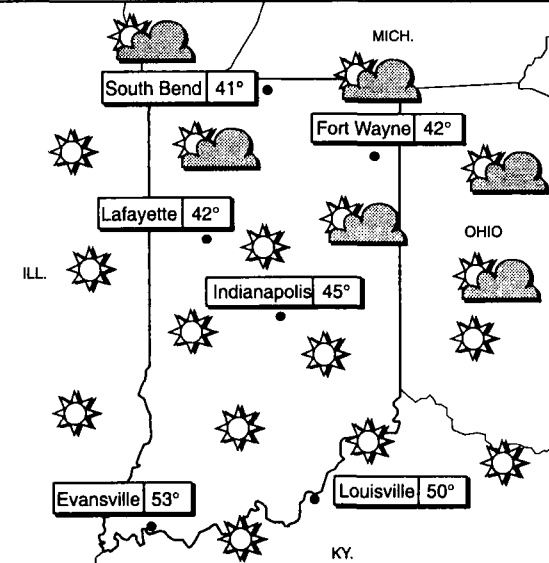 MICH.
South Bend 41°
Fort Wayne 42°
Lafayette 42°
OHIO
ILL.
Indianapolis 45°
Evansville 53°
Louisville 50°
KY.